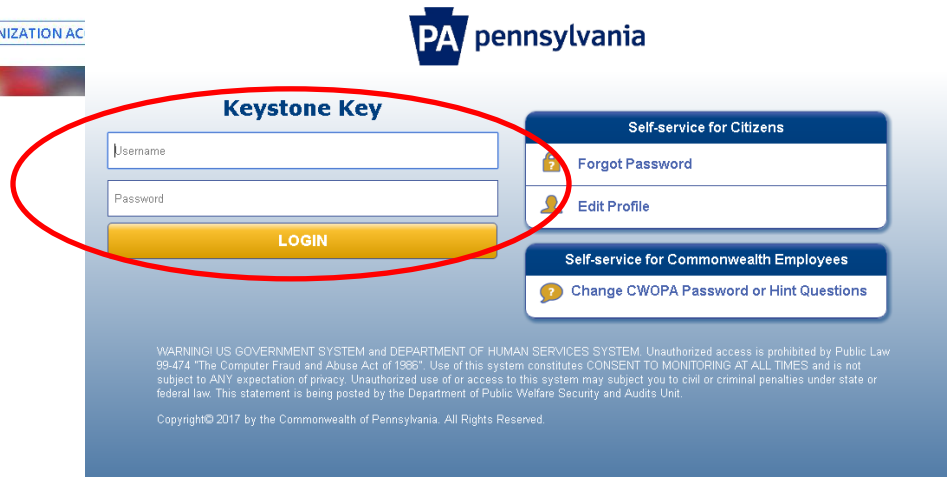 NIZATION AC
PA pennsylvania
Keystone Key
Username
Password
LOGIN
Self-service for Citizens
Forgot Password
Edit Profile
Self-service for Commonwealth Employees
Change CWOPA Password or Hint Questions
WARNING! US GOVERNMENT SYSTEM and DEPARTMENT OF HUMAN SERVICES SYSTEM. Unauthorized access is prohibited by Public Law
99-474 "The Computer Fraud and Abuse Act of 1986". Use of this system constitutes CONSENT TO MONITORING AT ALL TIMES and is not
subject to ANY expectation of privacy. Unauthorized use of or access to this system may subject you to civil or criminal penalties under state or
federal law. This statement is being posted by the Department of Public Welfare Security and Audits Unit.
Copyright© 2017 by the Commonwealth of Pennsylvania. All Rights Reserved.